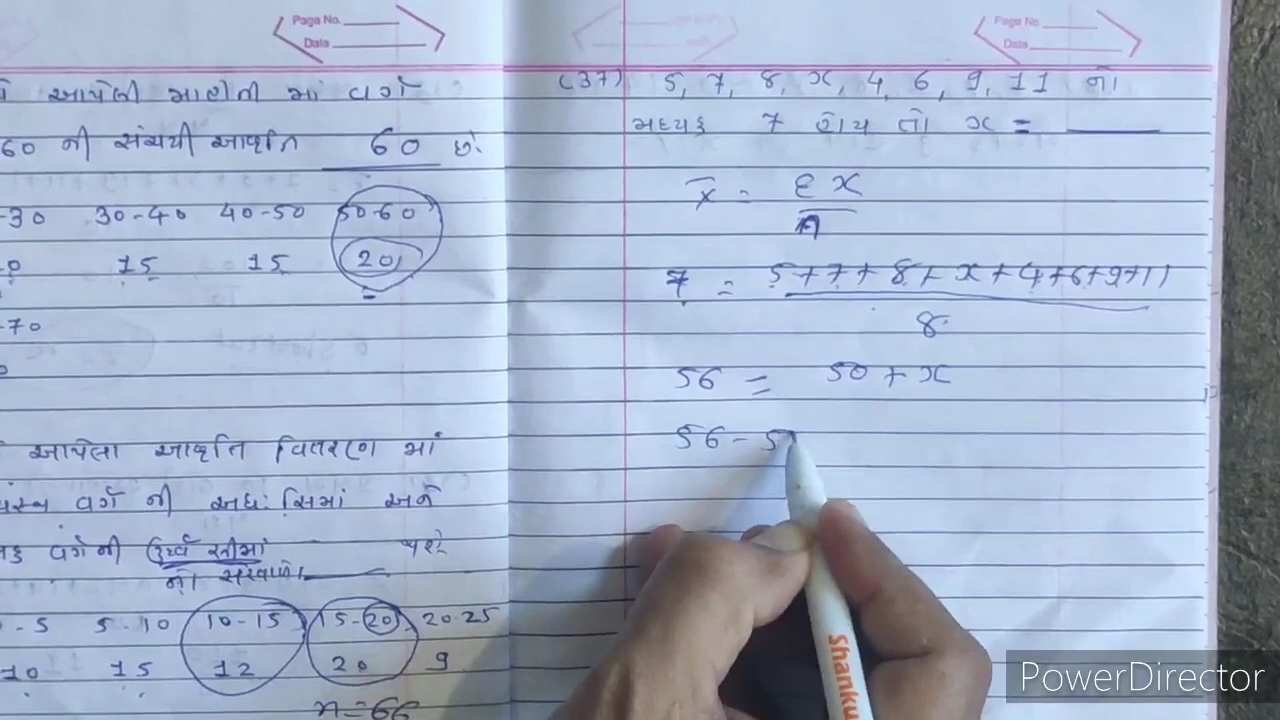 Page No.
Date
આપેલી માહિતી માં વર્ગ
60 ની સંચયી આવૃત્તિ 60 છે.
-30 30-40 40-50 50-60
15 15 20
-70
આપેલા આવૃત્તિ વિતરણ માં
વર્ગ ની અધઃસિમાં અને
વર્ગની ઉર્ધ્વ સીમાં
નો સરવાળો
-5 5-10 10-15 15-20 20-25
10 15 12 20 9
n=66
Page No
Date
(37) 5, 7, 8, x, 4, 6, 9, 11 નો
મધ્યક 7 હોય તો x =
x̄ = Σx
n
7 = 5+7+8+x+4+6+9+11
8
56 = 50+x
56-5
Shanku
PowerDirector